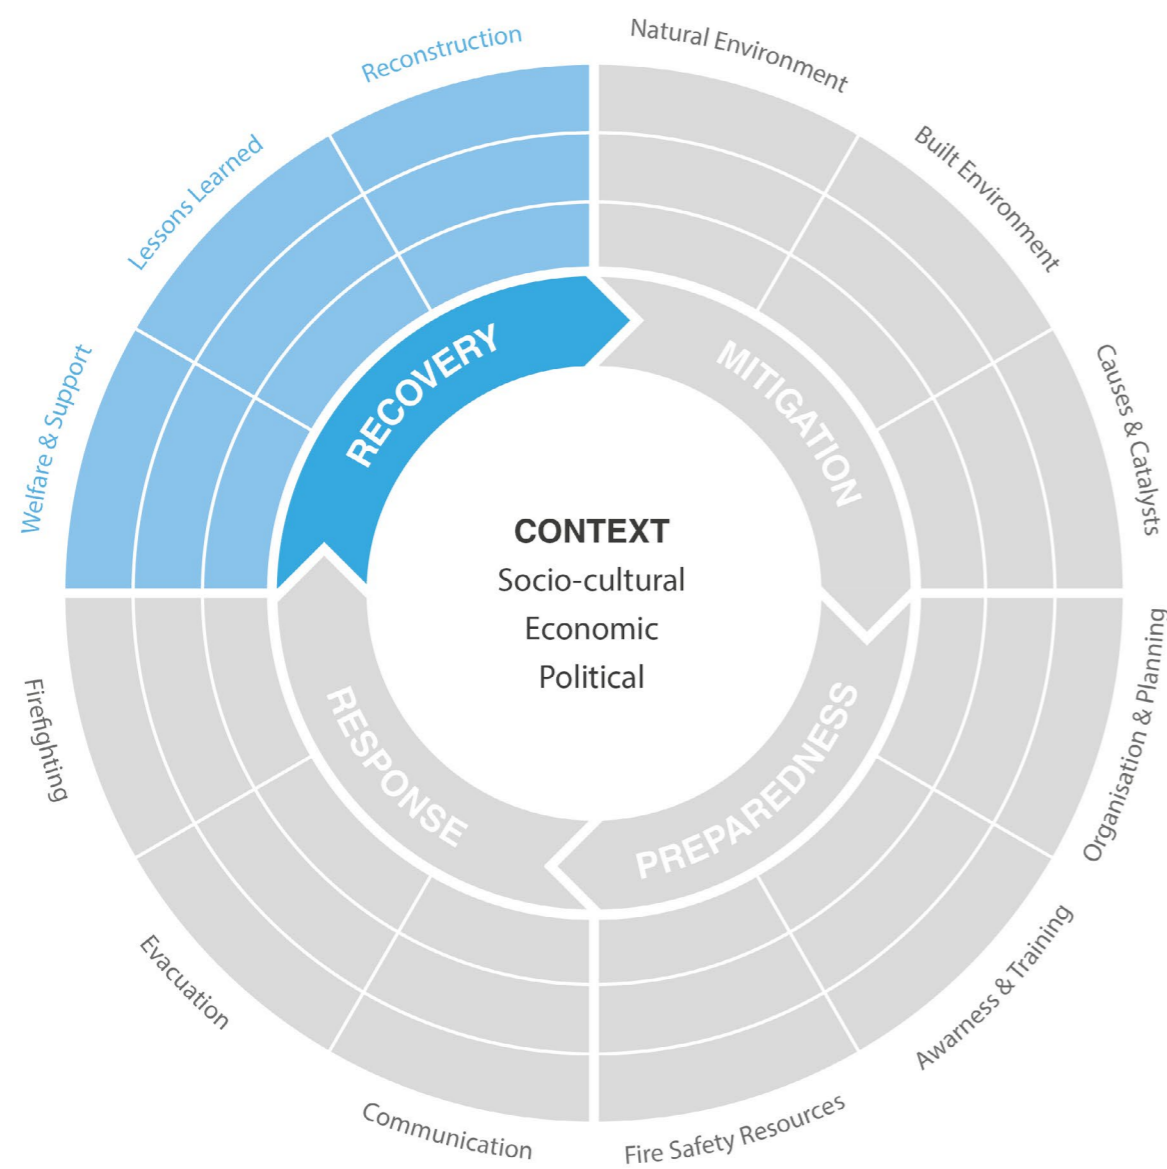 Natural Environment
Built Environment
Causes & Catalysts
Organisation & Planning
Awarness & Training
Fire Safety Resources
Communication
Evacuation
Firefighting
Welfare & Support
Lessons Learned
Reconstruction
RECOVERY
MITIGATION
PREPAREDNESS
RESPONSE
CONTEXT
Socio-cultural
Economic
Political